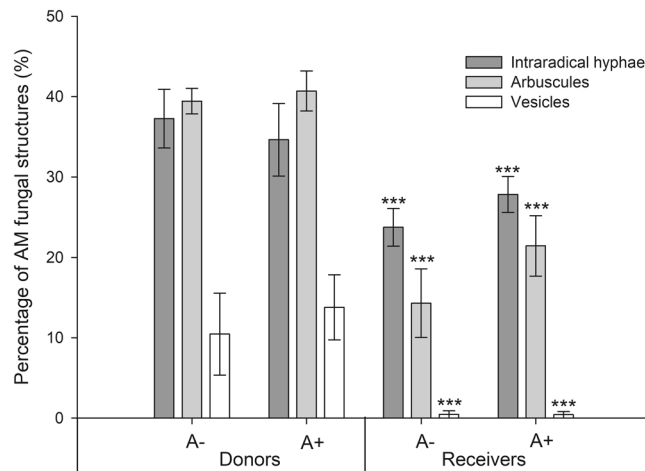 50
40
30
20
10
0
Percentage of AM fungal structures (%)
Intraradical hyphae
Arbuscules
Vesicles
*** *** *** *** *** ***
A- A+ A- A+
Donors Receivers